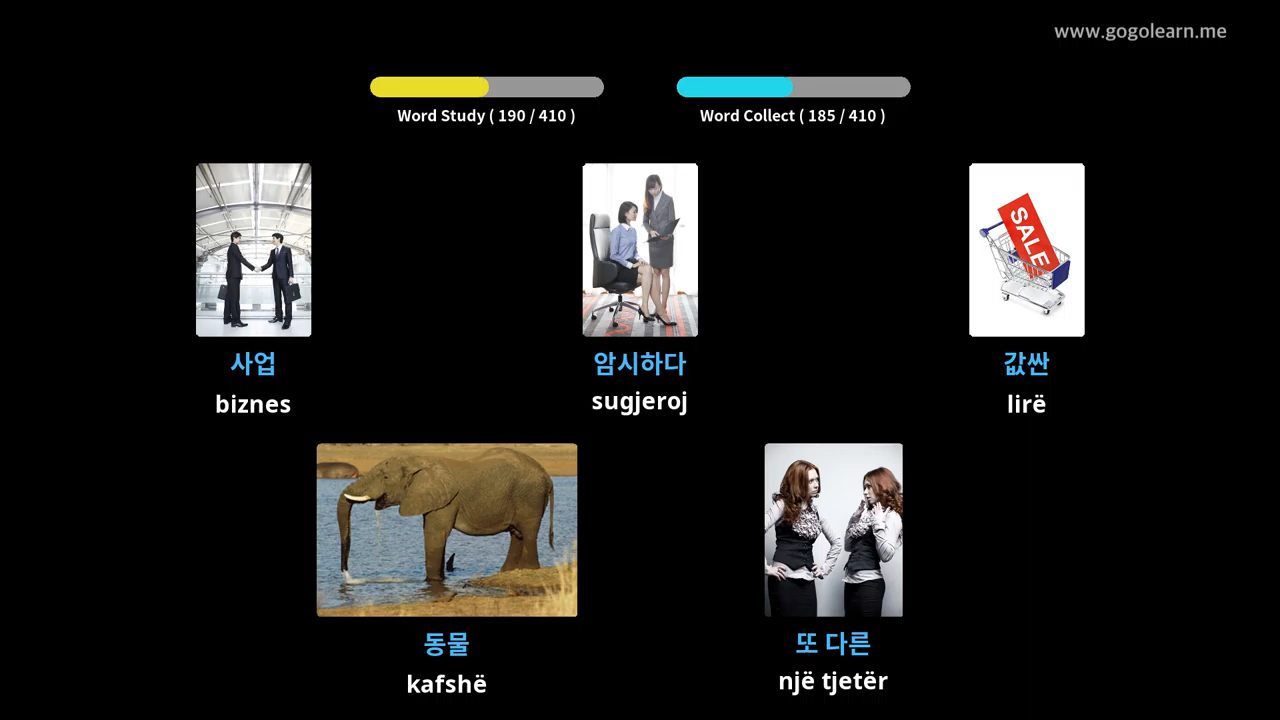 www.gogolearn.me
Word Study ( 190 / 410 )
Word Collect ( 185 / 410 )
SALE
사업
암시하다
값싼
biznes
sugjeroj
lirë
동물
또 다른
kafshë
një tjetër